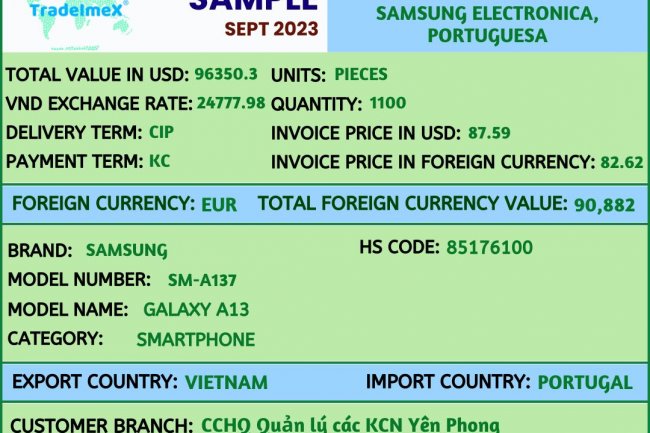 TradeImeX®
SAMPLE
SEPT 2023
SAMSUNG ELECTRONICA,
PORTUGUESA
TOTAL VALUE IN USD: 96350.3 UNITS: PIECES
VND EXCHANGE RATE: 24777.98 QUANTITY: 1100
DELIVERY TERM: CIP INVOICE PRICE IN USD: 87.59
PAYMENT TERM: KC INVOICE PRICE IN FOREIGN CURRENCY: 82.62
FOREIGN CURRENCY: EUR TOTAL FOREIGN CURRENCY VALUE: 90,882
BRAND: SAMSUNG HS CODE: 85176100
MODEL NUMBER: SM-A137
MODEL NAME: GALAXY A13
CATEGORY: SMARTPHONE
EXPORT COUNTRY: VIETNAM IMPORT COUNTRY: PORTUGAL
CUSTOMER BRANCH: CCHQ Quản lý các KCN Yên Phong